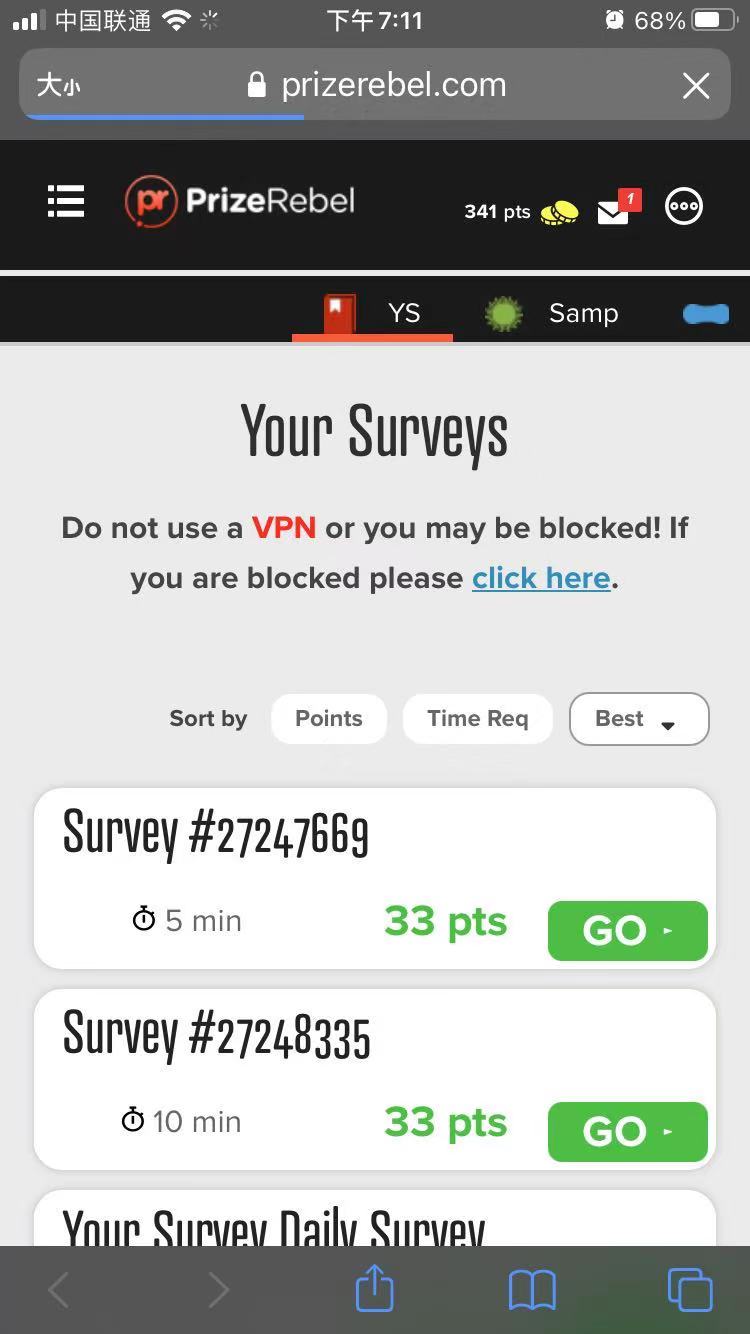 中国联通 下午7:11 68%
大小 prizerebel.com
pr PrizeRebel 341 pts 1
YS Samp
Your Surveys
Do not use a VPN or you may be blocked! If
you are blocked please click here.
Sort by Points Time Req Best
Survey #27247669
5 min 33 pts GO
Survey #27248335
10 min 33 pts GO
Your Survey Daily Survey